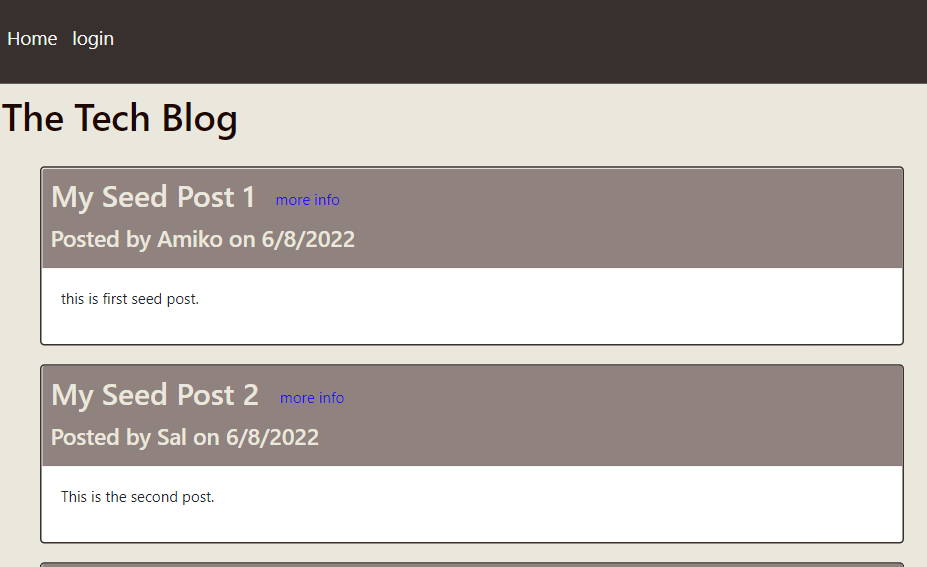 Home login
The Tech Blog
My Seed Post 1 more info
Posted by Amiko on 6/8/2022
this is first seed post.
My Seed Post 2 more info
Posted by Sal on 6/8/2022
This is the second post.